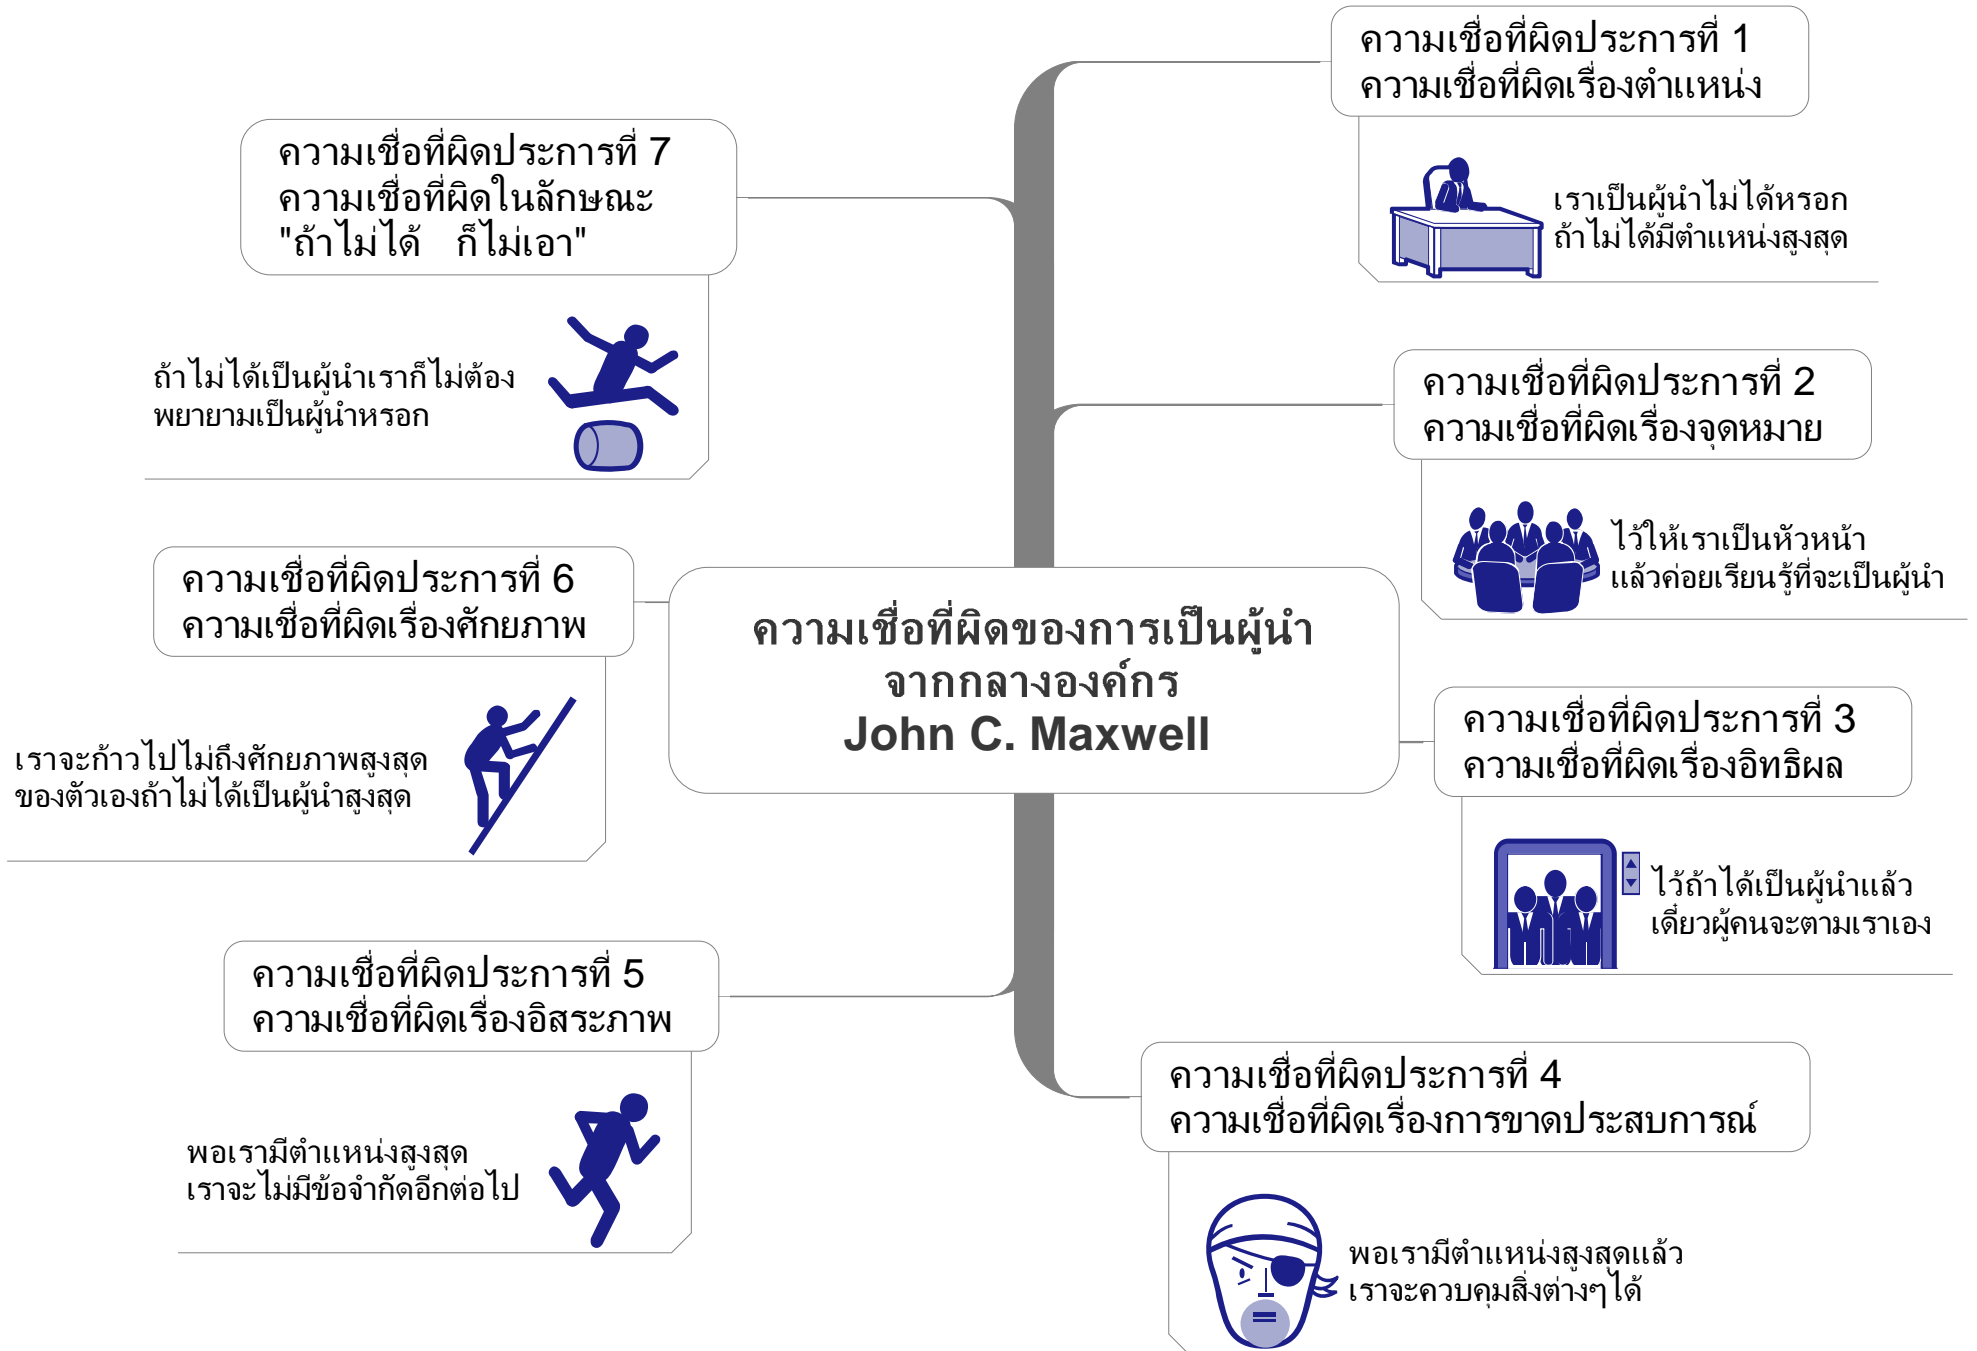 ความเชื่อที่ผิดของการเป็นผู้นำ
จากกลางองค์กร
John C. Maxwell
ความเชื่อที่ผิดประการที่ 1
ความเชื่อที่ผิดเรื่องตำแหน่ง
เราเป็นผู้นำไม่ได้หรอก
ถ้าไม่ได้มีตำแหน่งสูงสุด
ความเชื่อที่ผิดประการที่ 2
ความเชื่อที่ผิดเรื่องจุดหมาย
ไว้ให้เราเป็นหัวหน้า
แล้วค่อยเรียนรู้ที่จะเป็นผู้นำ
ความเชื่อที่ผิดประการที่ 3
ความเชื่อที่ผิดเรื่องอิทธิผล
ไว้ถ้าได้เป็นผู้นำแล้ว
เดี๋ยวผู้คนจะตามเราเอง
ความเชื่อที่ผิดประการที่ 4
ความเชื่อที่ผิดเรื่องการขาดประสบการณ์
พอเรามีตำแหน่งสูงสุดแล้ว
เราจะควบคุมสิ่งต่างๆได้
ความเชื่อที่ผิดประการที่ 5
ความเชื่อที่ผิดเรื่องอิสระภาพ
พอเรามีตำแหน่งสูงสุด
เราจะไม่มีข้อจำกัดอีกต่อไป
ความเชื่อที่ผิดประการที่ 6
ความเชื่อที่ผิดเรื่องศักยภาพ
เราจะก้าวไปไม่ถึงศักยภาพสูงสุด
ของตัวเองถ้าไม่ได้เป็นผู้นำสูงสุด
ความเชื่อที่ผิดประการที่ 7
ความเชื่อที่ผิดในลักษณะ
"ถ้าไม่ได้ ก็ไม่เอา"
ถ้าไม่ได้เป็นผู้นำเราก็ไม่ต้อง
พยายามเป็นผู้นำหรอก